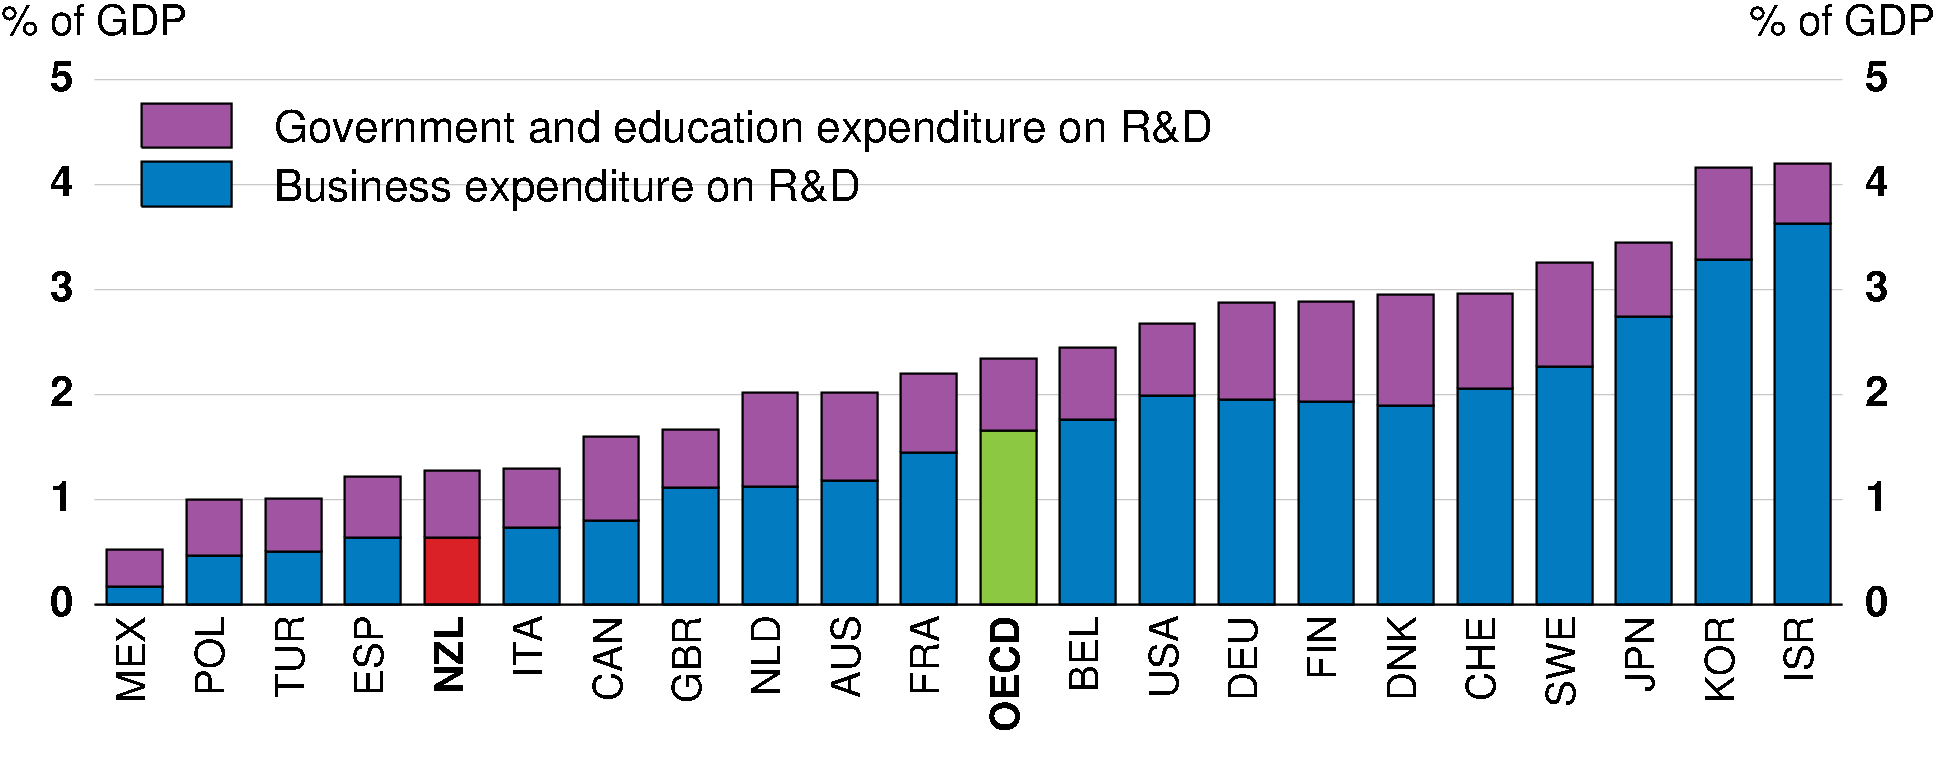 % of GDP
% of GDP
5
5
Government and education expenditure on R&D
4
Business expenditure on R&D
4
3
3
2
2
1
1
0
0
MEX
POL
TUR
ESP
NZL
ITA
CAN
GBR
NLD
AUS
FRA
OECD
BEL
USA
DEU
FIN
DNK
CHE
SWE
JPN
KOR
ISR